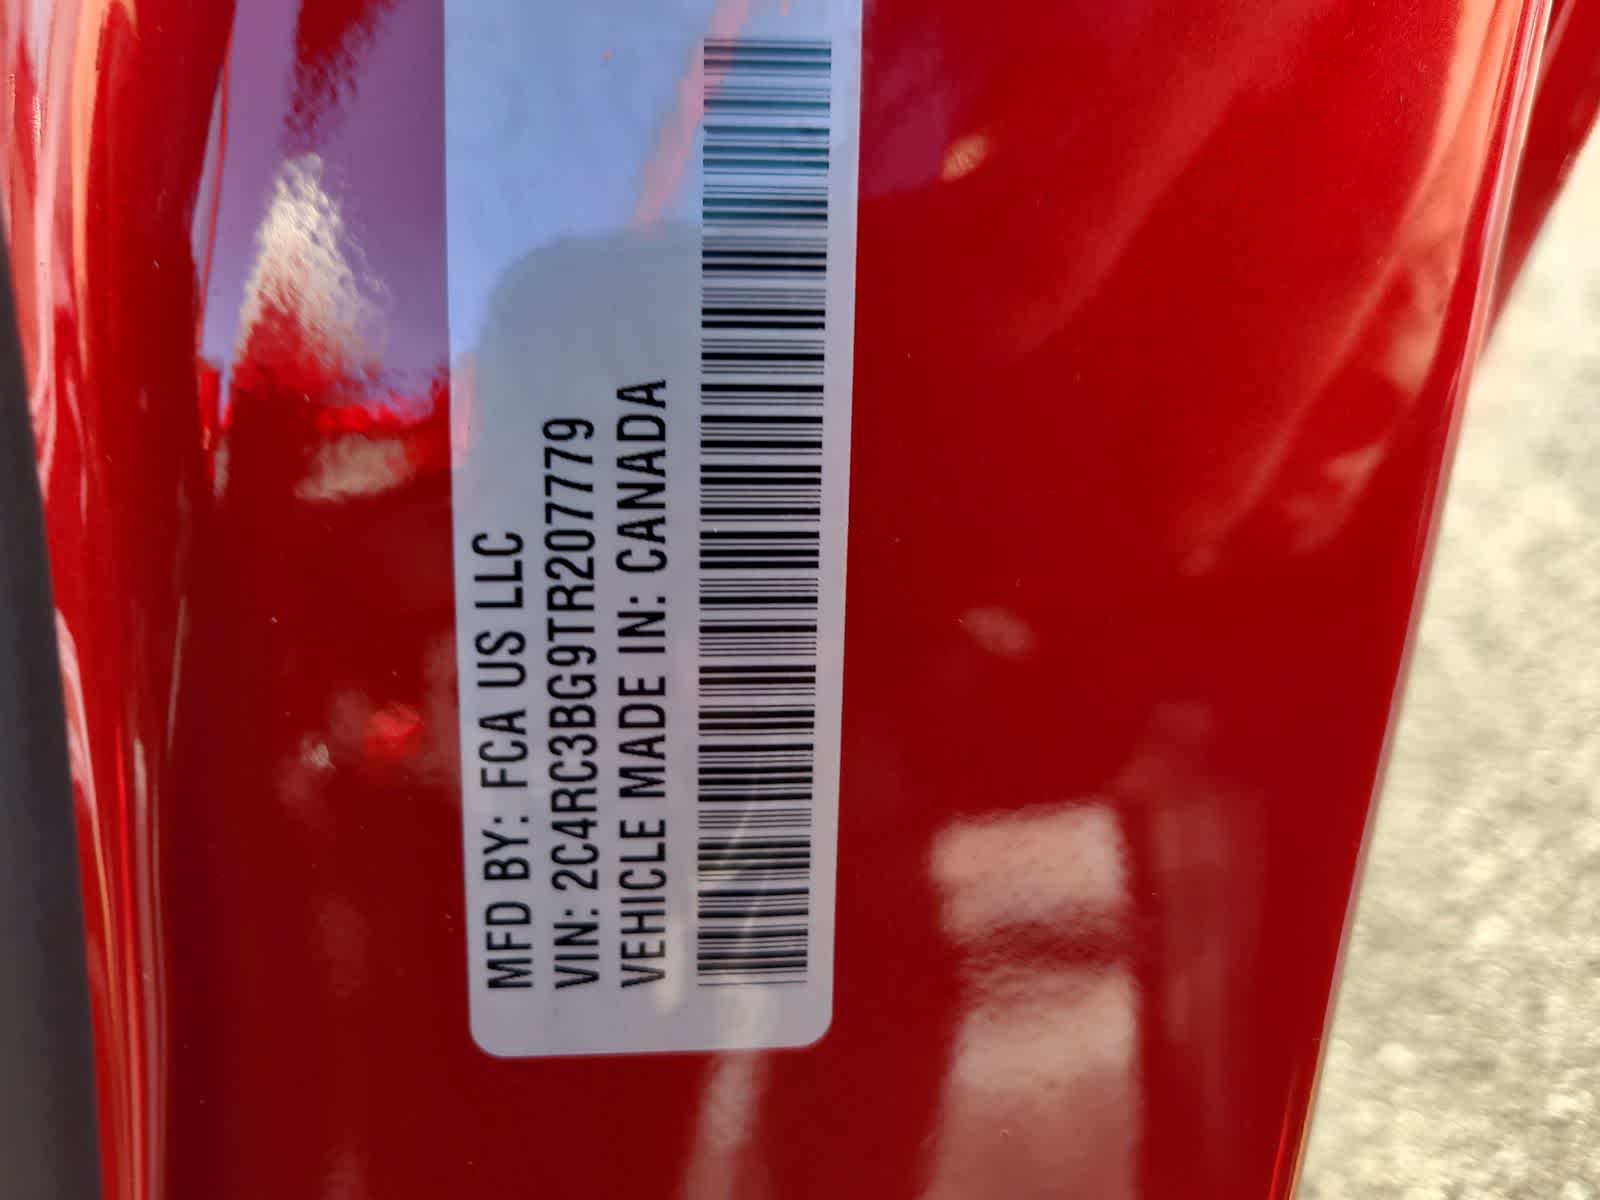 MFD BY: FCA US LLC
VIN: 2C4RC3BG9TR207779
VEHICLE MADE IN: CANADA